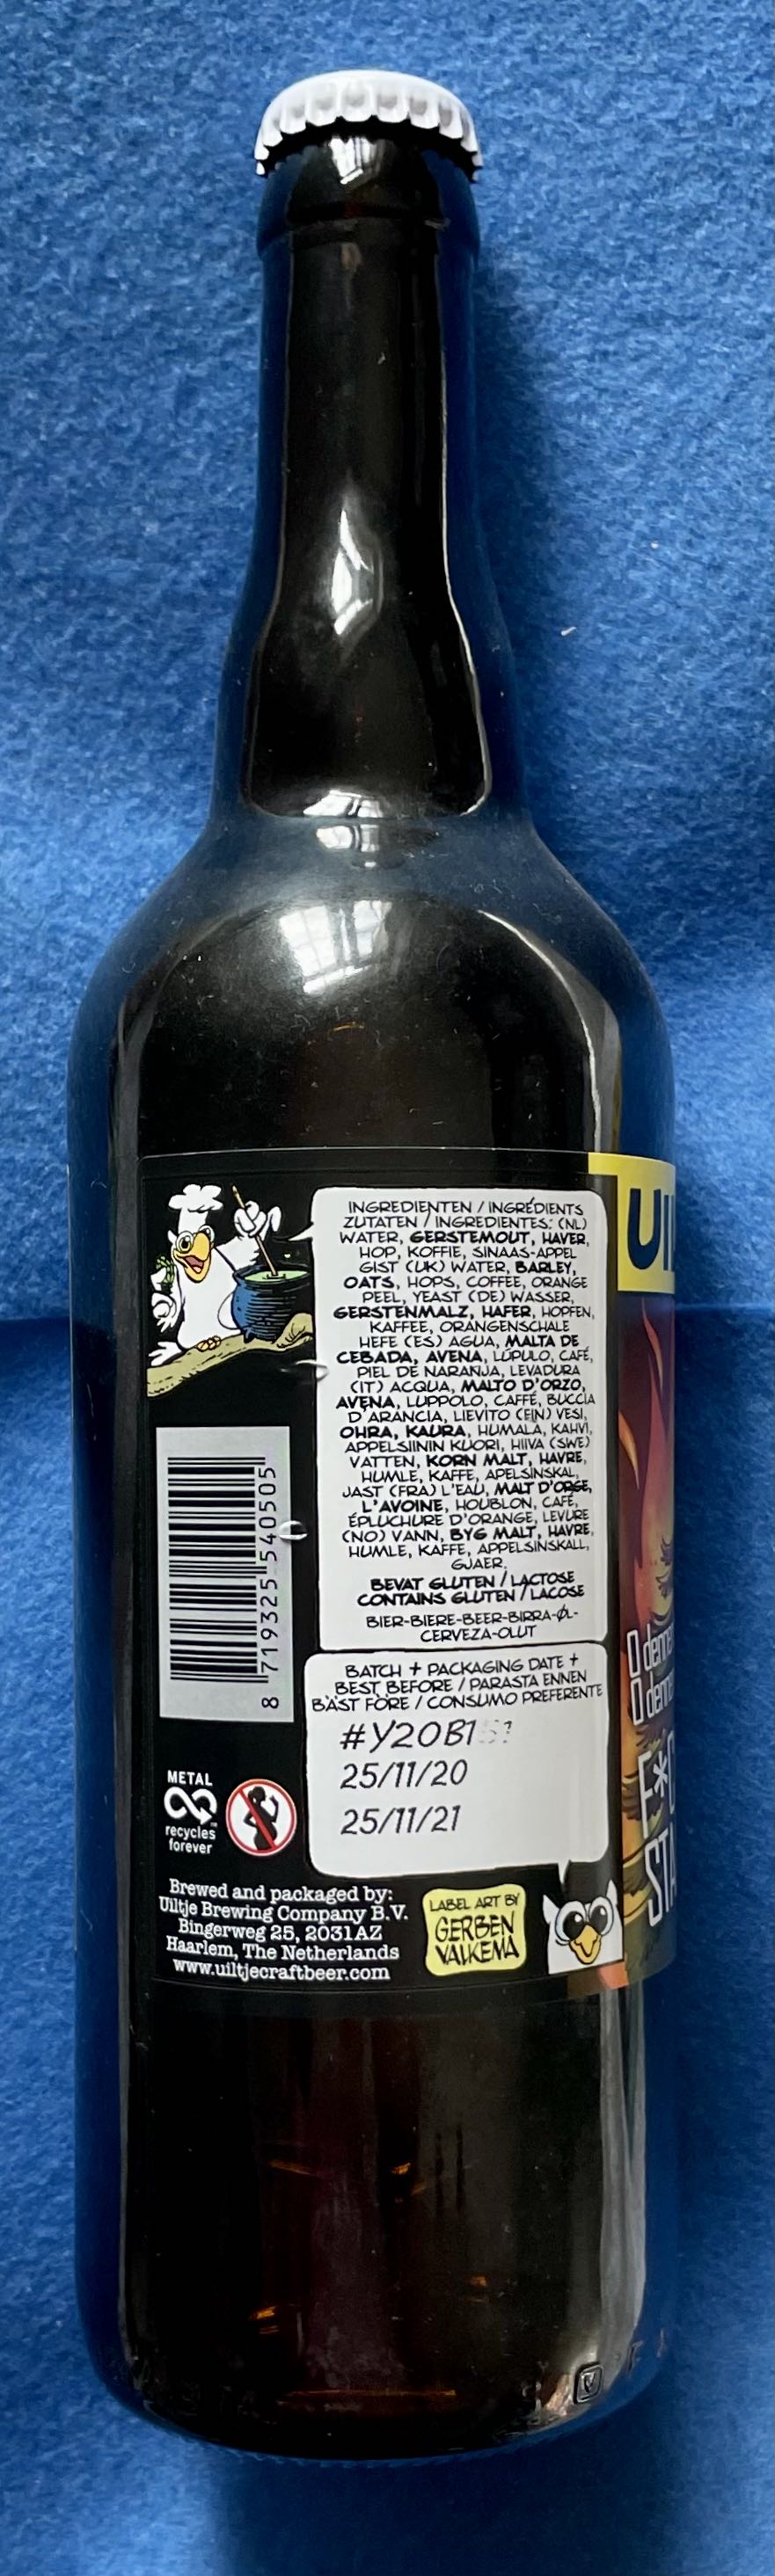 INGREDIENTEN / INGRÉDIENTS
ZUTATEN / INGREDIENTES: (NL)
WATER, GERSTEMOUT, HAVER,
HOP, KOFFIE, SINAAS-APPEL
GIST (UK) WATER, BARLEY,
OATS, HOPS, COFFEE, ORANGE
PEEL, YEAST (DE) WASSER,
GERSTENMALZ, HAFER, HOPFEN,
KAFFEE, ORANGENSCHALE
HEFE (ES) AGUA, MALTA DE
CEBADA, AVENA, LÚPULO, CAFÉ,
PIEL DE NARANJA, LEVADURA
(IT) ACQUA, MALTO D'ORZO,
AVENA, LUPPOLO, CAFFÈ, BUCCIA
D'ARANCIA, LIEVITO (FIN) VESI,
OHRA, KAURA, HUMALA, KAHVI,
APPELSIININ KUORI, HIIVA (SWE)
VATTEN, KORN MALT, HAVRE,
HUMLE, KAFFE, APELSINSKAL,
JAST (FRA) L'EAU, MALT D'ORGE,
L'AVOINE, HOUBLON, CAFÉ,
ÉPLUCHURE D'ORANGE, LEVURE
(NO) VANN, BYG MALT, HAVRE,
HUMLE, KAFFE, APPELSINSKALL,
GJAER.
BEVAT GLUTEN / LACTOSE
CONTAINS GLUTEN / LACOSE
BIER-BIERE-BEER-BIRRA-ØL-
CERVEZA-OLUT
BATCH + PACKAGING DATE +
BEST BEFORE / PARASTA ENNEN
BÄST FÖRE / CONSUMO PREFERENTE
#Y20B1
25/11/20
25/11/21
8 719325 540505
METAL
recycles
forever
Brewed and packaged by:
Uiltje Brewing Company B.V.
Bingerweg 25, 2031AZ
Haarlem, The Netherlands
www.uiltjecraftbeer.com
LABEL ART BY
GERBEN
VALKEMA
UI
O denne
O denne
F*C
STA